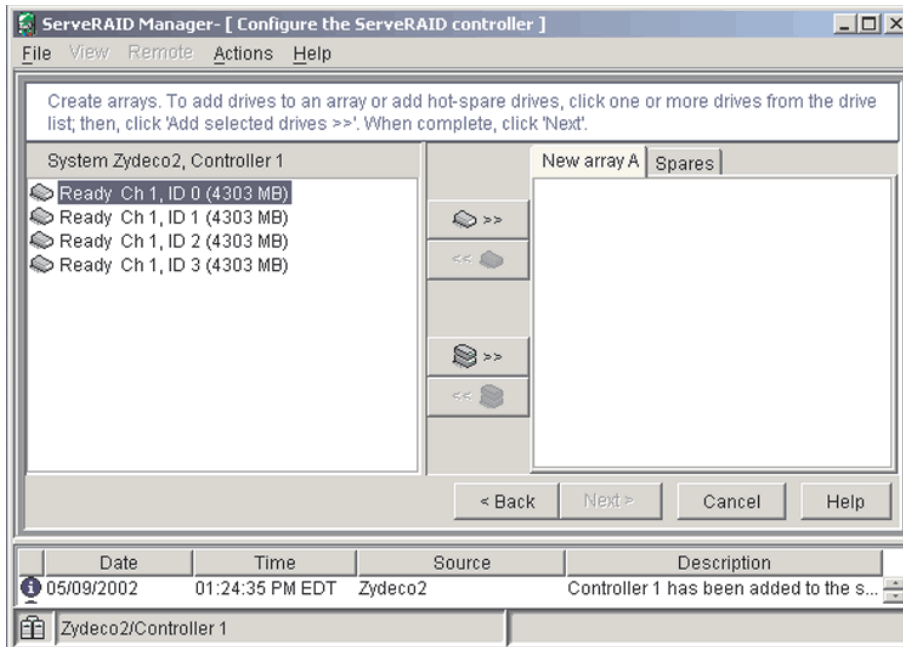 ServeRAID Manager- [ Configure the ServeRAID controller ]
File View Remote Actions Help
Create arrays. To add drives to an array or add hot-spare drives, click one or more drives from the drive
list; then, click 'Add selected drives >>'. When complete, click 'Next'.
System Zydeco2, Controller 1
Ready Ch 1, ID 0 (4303 MB)
Ready Ch 1, ID 1 (4303 MB)
Ready Ch 1, ID 2 (4303 MB)
Ready Ch 1, ID 3 (4303 MB)
>>
<<
>>
<<
New array A Spares
< Back Next > Cancel Help
Date Time Source Description
05/09/2002 01:24:35 PM EDT Zydeco2 Controller 1 has been added to the s...
Zydeco2/Controller 1